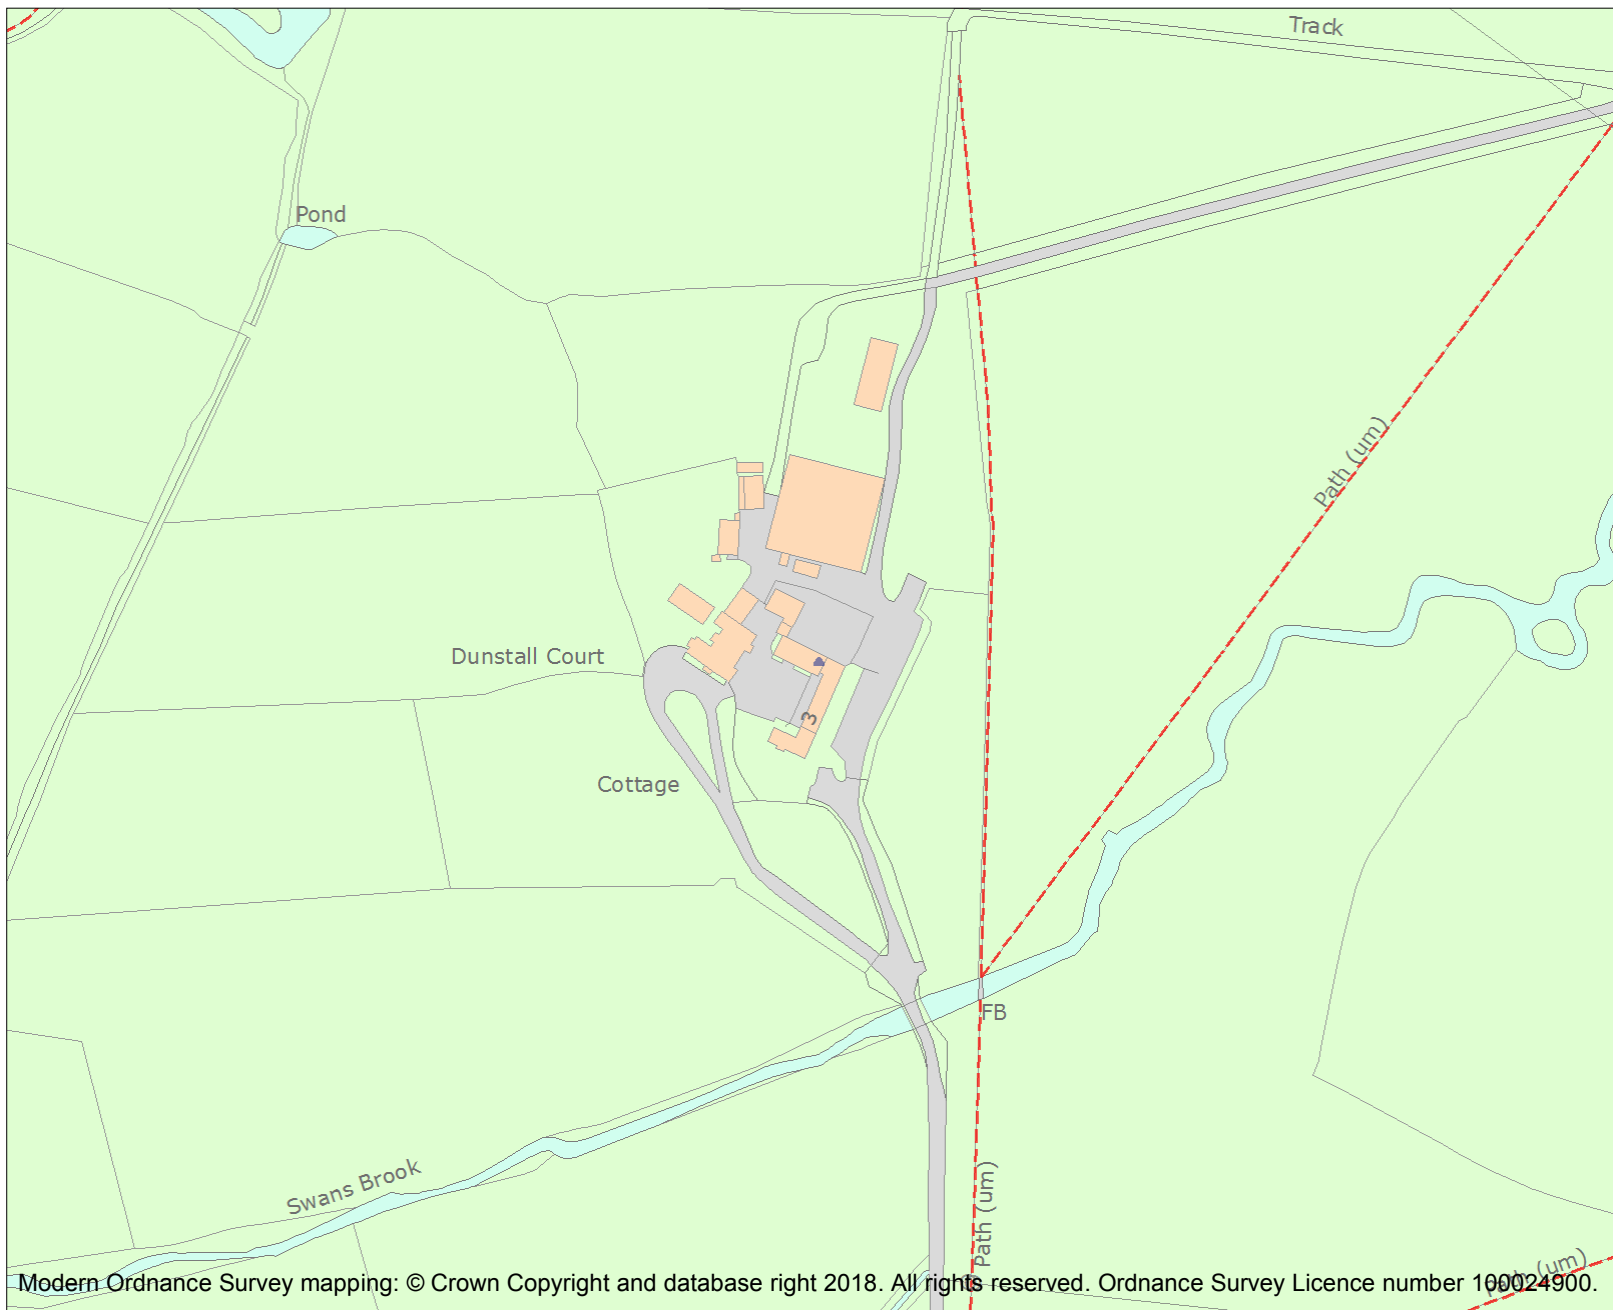 Track
Pond
Path (um)
Dunstall Court
3
Cottage
FB
Path (um)
Swans Brook
Path (um)
Modern Ordnance Survey mapping: © Crown Copyright and database right 2018. All rights reserved. Ordnance Survey Licence number 100024900.